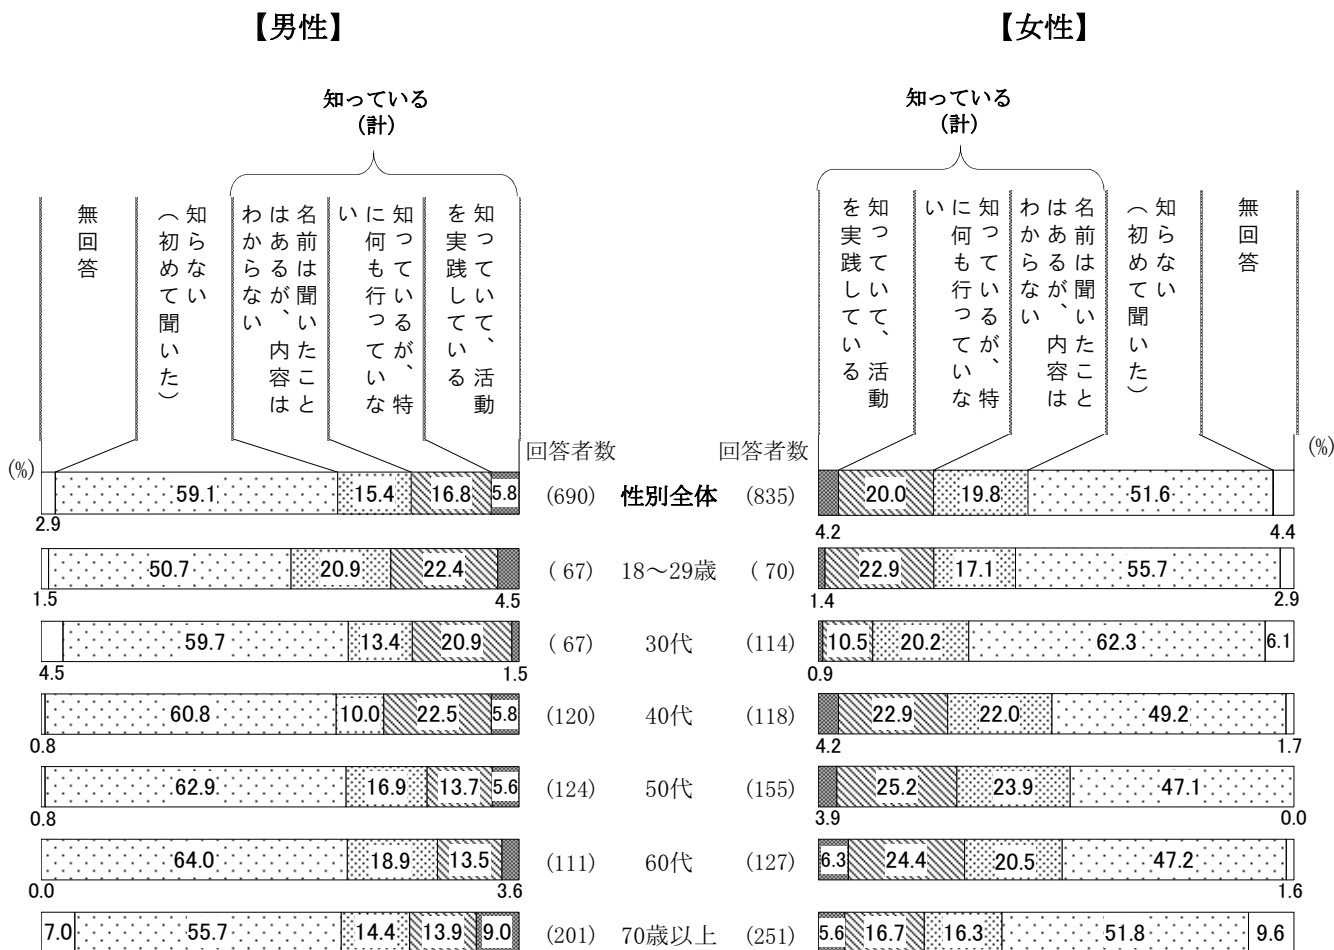 【男性】
【女性】
知っている
（計）
知っている
（計）
無回答
知らない
（初めて聞いた）
名前は聞いたこと
はあるが、内容は
わからない
知っているが、特
に何も行っていな
い
知っていて、活動
を実践している
知っていて、活動
を実践している
知っているが、特
に何も行っていな
い
名前は聞いたこと
はあるが、内容は
わからない
知らない
（初めて聞いた）
無回答
(%) 回答者数 回答者数 (%)
59.1 15.4 16.8 5.8 (690) 性別全体 (835) 20.0 19.8 51.6
2.9 4.2 4.4
50.7 20.9 22.4 ( 67) 18～29歳 ( 70) 22.9 17.1 55.7
1.5 4.5 1.4 2.9
59.7 13.4 20.9 ( 67) 30代 (114) 10.5 20.2 62.3 6.1
4.5 1.5 0.9
60.8 10.0 22.5 5.8 (120) 40代 (118) 22.9 22.0 49.2
0.8 4.2 1.7
62.9 16.9 13.7 5.6 (124) 50代 (155) 25.2 23.9 47.1
0.8 3.9 0.0
64.0 18.9 13.5 (111) 60代 (127) 6.3 24.4 20.5 47.2
0.0 3.6 1.6
7.0 55.7 14.4 13.9 9.0 (201) 70歳以上 (251) 5.6 16.7 16.3 51.8 9.6